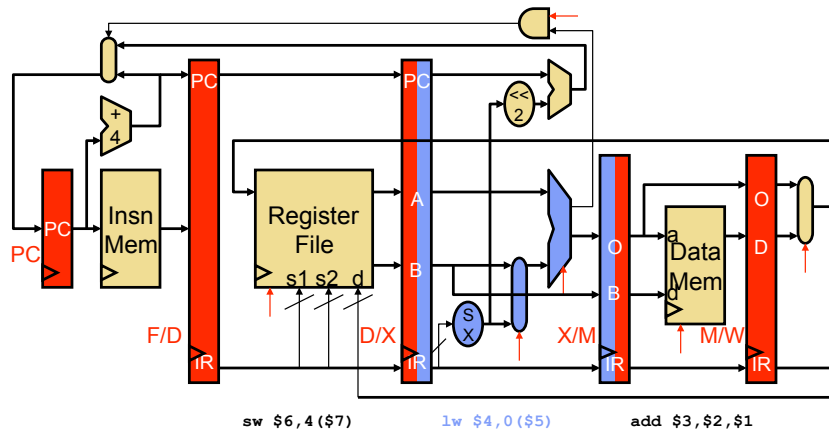 PC
PC
<<
2
PC
+
4
Insn
Mem
Register
File
s1 s2 d
A
B
S
X
O
B
a
Data
Mem
d
O
D
PC
F/D
D/X
X/M
M/W
IR
IR
IR
IR
sw $6,4($7)
lw $4,0($5)
add $3,$2,$1